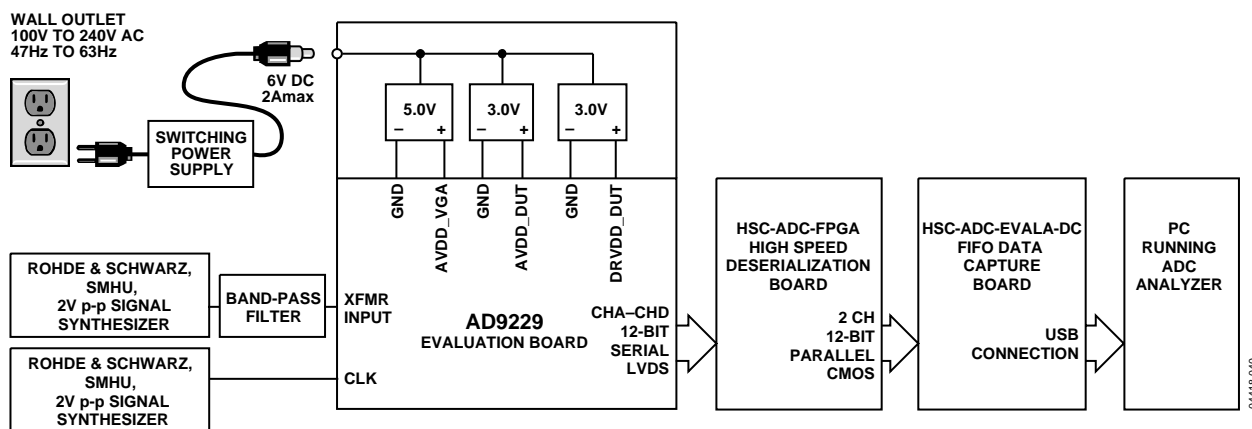 WALL OUTLET
100V TO 240V AC
47Hz TO 63Hz
6V DC
2Amax
SWITCHING
POWER
SUPPLY
5.0V
– +
3.0V
– +
3.0V
– +
GND
AVDD_VGA
GND
AVDD_DUT
GND
DRVDD_DUT
ROHDE & SCHWARZ,
SMHU,
2V p-p SIGNAL
SYNTHESIZER
BAND-PASS
FILTER
XFMR
INPUT
ROHDE & SCHWARZ,
SMHU,
2V p-p SIGNAL
SYNTHESIZER
CLK
AD9229
EVALUATION BOARD
CHA–CHD
12-BIT
SERIAL
LVDS
HSC-ADC-FPGA
HIGH SPEED
DESERIALIZATION
BOARD
2 CH
12-BIT
PARALLEL
CMOS
HSC-ADC-EVALA-DC
FIFO DATA
CAPTURE
BOARD
USB
CONNECTION
PC
RUNNING
ADC
ANALYZER